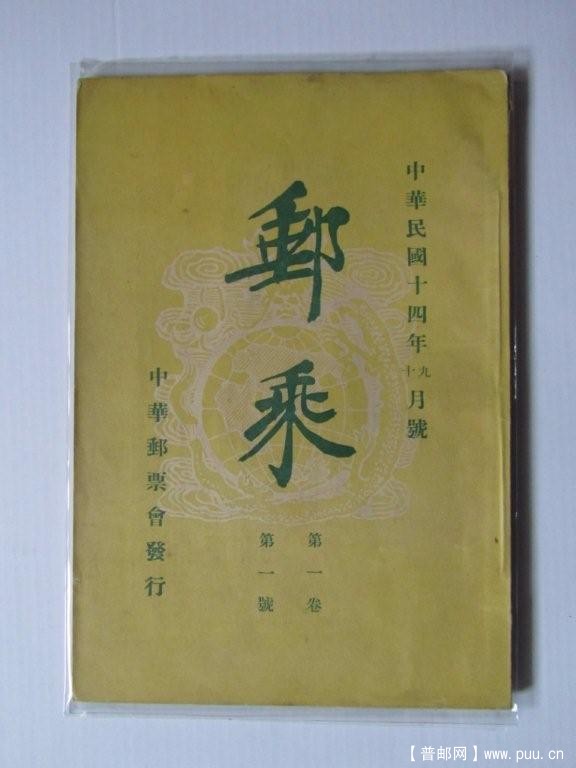 中華民國十四年九十月號
郵乘
第一卷
第一號
中華郵票會發行
【普邮网】www.puu.cn